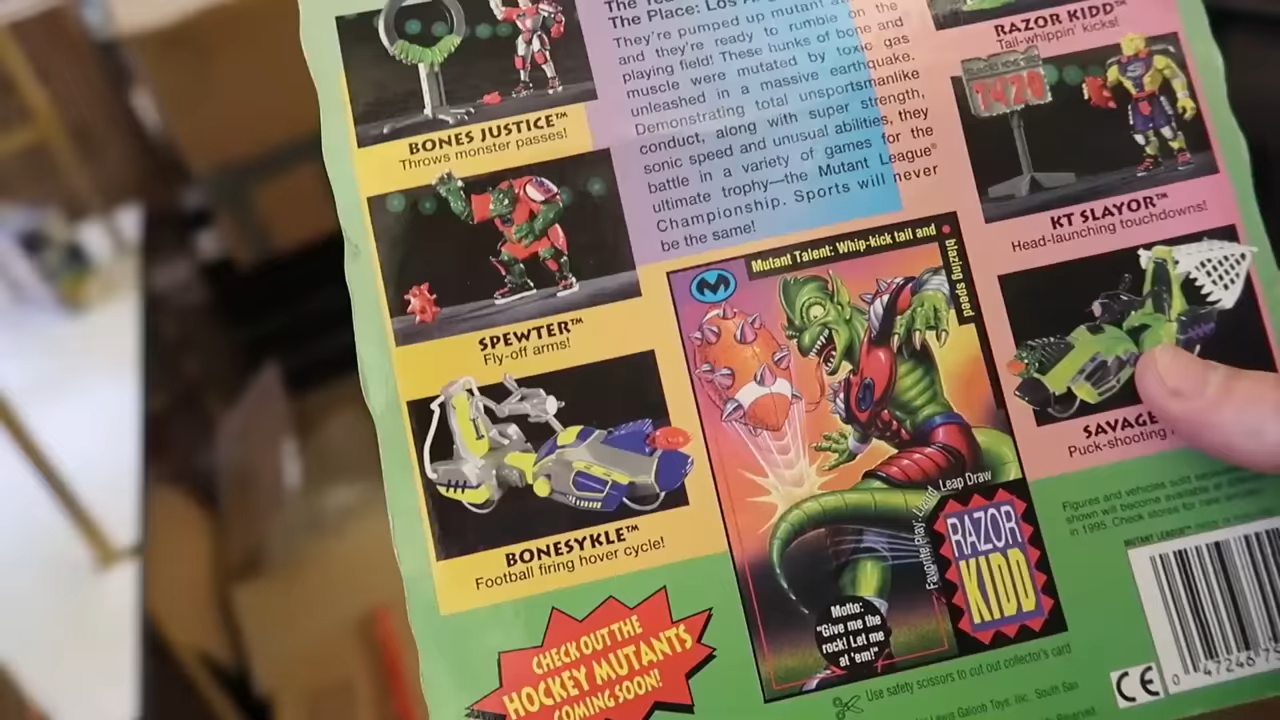 BONES JUSTICE™
Throws monster passes!
SPEWTER™
Fly-off arms!
BONESYKLE™
Football firing hover cycle!
CHECK OUT THE
HOCKEY MUTANTS
COMING SOON!
The Place: Los
They're pumped up mutant
and they're ready to rumble on the
playing field! These hunks of bone and
muscle were mutated by toxic gas
unleashed in a massive earthquake.
Demonstrating total unsportsmanlike
conduct, along with super strength,
sonic speed and unusual abilities, they
battle in a variety of games for the
ultimate trophy—the Mutant League®
Championship. Sports will never
be the same!
M
Mutant Talent: Whip-kick tail and
blazing speed
Favorite Play: Lizard Leap Draw
RAZOR
KIDD
Motto:
"Give me the
rock! Let me
at 'em!"
Use safety scissors to cut out collector's card
Lewis Galoob Toys, Inc., South San
Reserved.
RAZOR KIDD™
Tail-whippin' kicks!
KT SLAYOR™
Head-launching touchdowns!
SAVAGE
Puck-shooting
Figures and vehicles sold
shown will become available
in 1995. Check stores for
MUTANT LEAGUE™
CE
0 47246 75